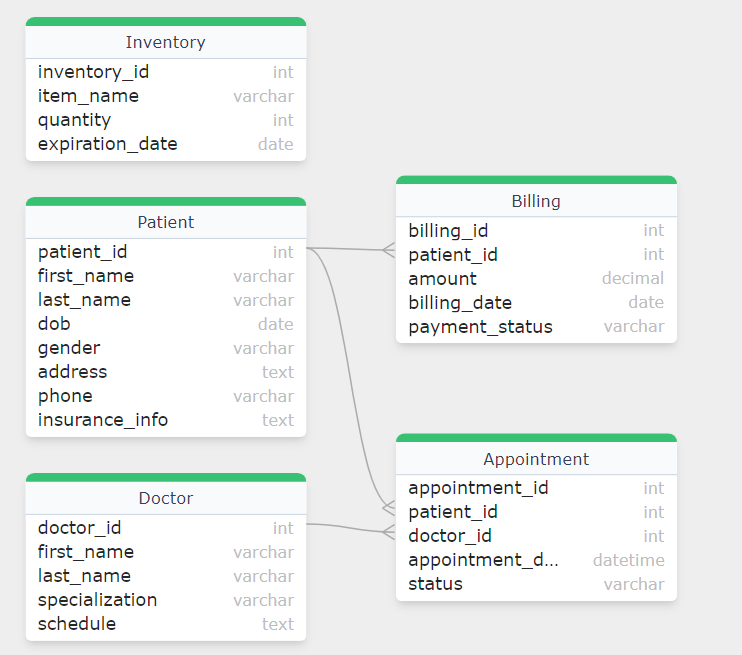 Inventory
inventory_id int
item_name varchar
quantity int
expiration_date date
Patient
patient_id int
first_name varchar
last_name varchar
dob date
gender varchar
address text
phone varchar
insurance_info text
Doctor
doctor_id int
first_name varchar
last_name varchar
specialization varchar
schedule text
Billing
billing_id int
patient_id int
amount decimal
billing_date date
payment_status varchar
Appointment
appointment_id int
patient_id int
doctor_id int
appointment_d... datetime
status varchar